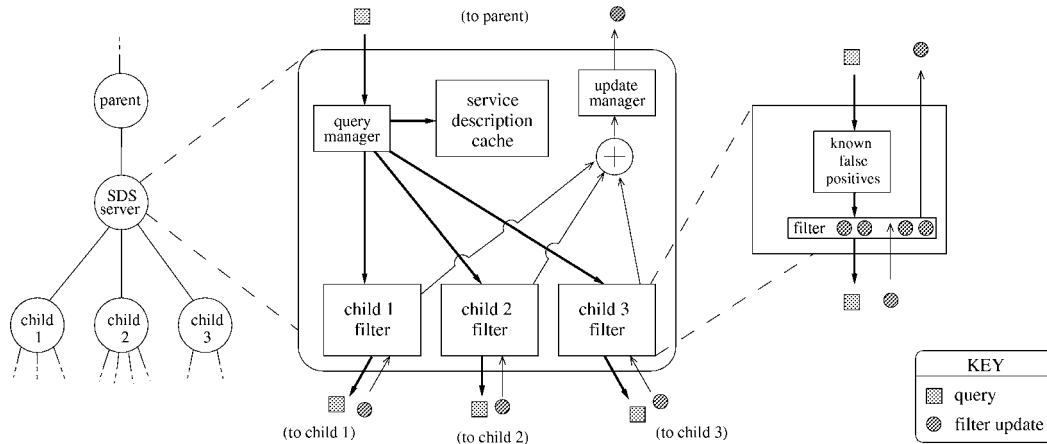 (to parent)
parent
SDS
server
child
1
child
2
child
3
query
manager
service
description
cache
update
manager
child 1
filter
child 2
filter
child 3
filter
(to child 1)
(to child 2)
(to child 3)
known
false
positives
filter
KEY
query
filter update